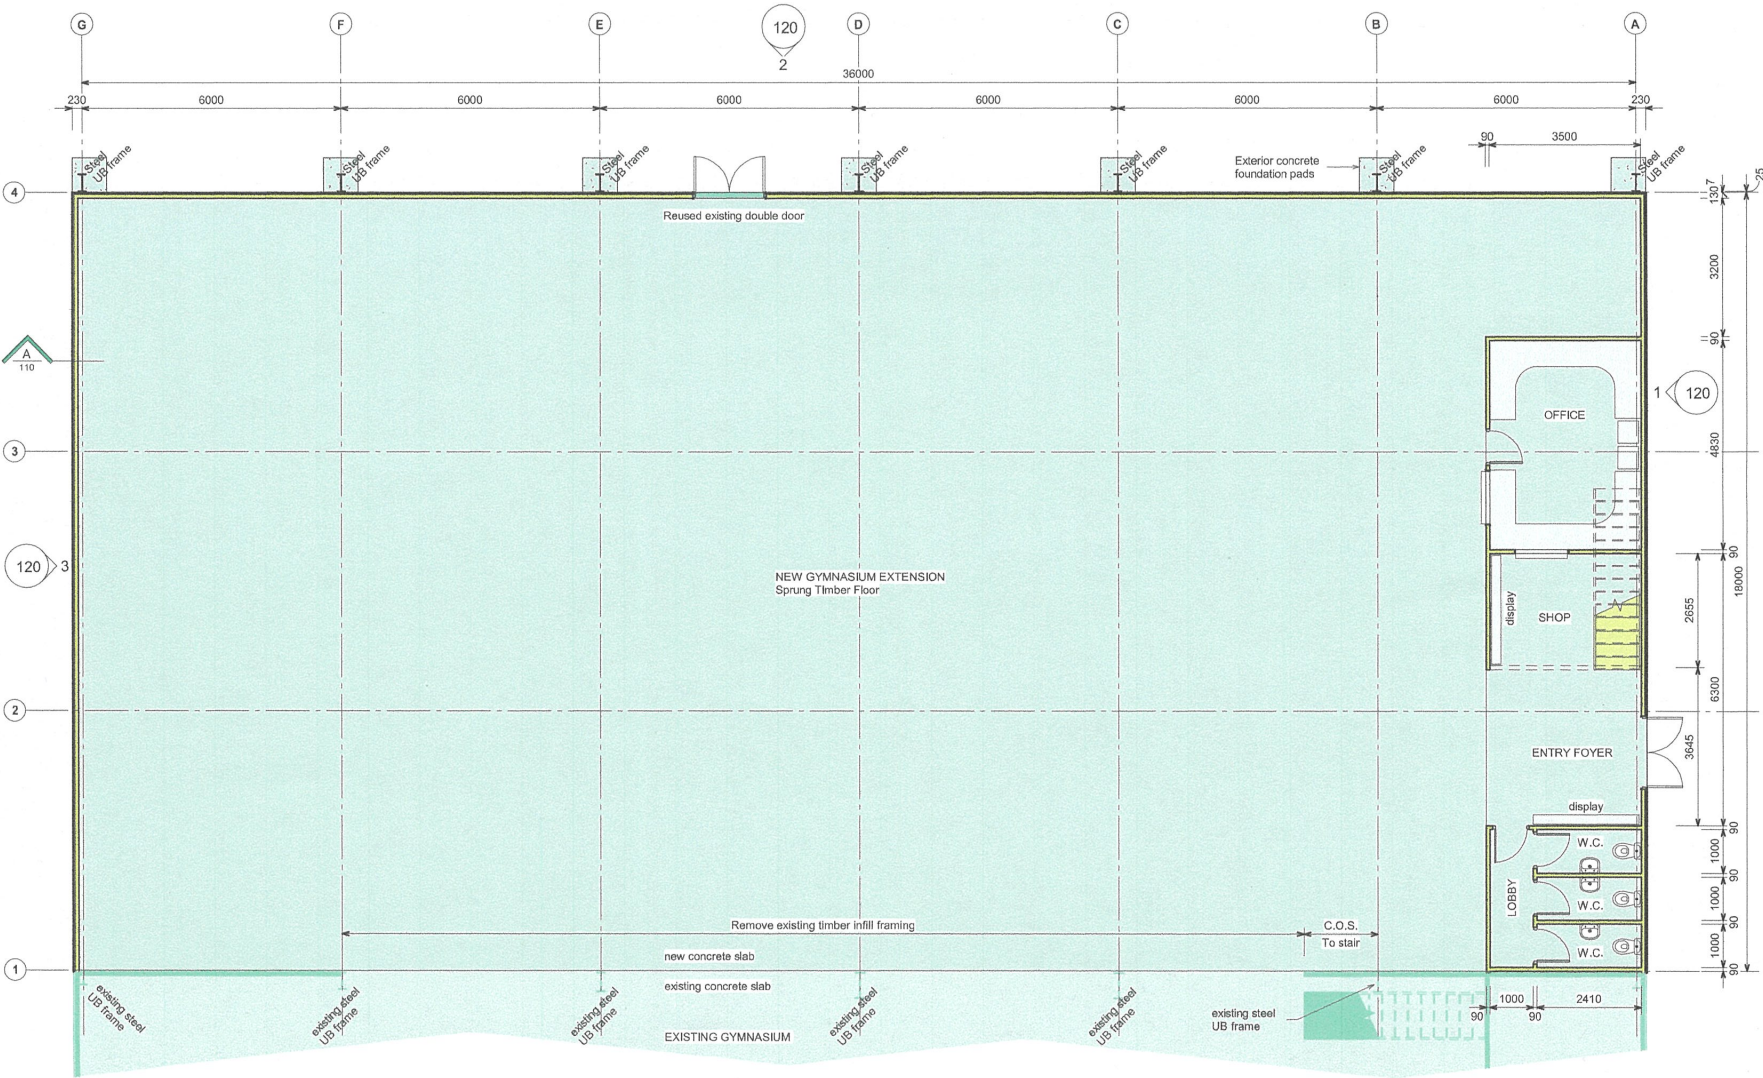 G
F
E
D
C
B
A
120
2
36000
230
6000
6000
6000
6000
6000
6000
230
90
3500
Steel
UB frame
Steel
UB frame
Steel
UB frame
Steel
UB frame
Steel
UB frame
Exterior concrete
foundation pads
Steel
UB frame
Steel
UB frame
4
7
130
25
Reused existing double door
3200
90
A
110
1
120
OFFICE
3
4830
120
3
90
18000
NEW GYMNASIUM EXTENSION
Sprung TImber Floor
display
SHOP
2655
2
6300
3645
ENTRY FOYER
display
90
W.C.
1000
90
LOBBY
W.C.
1000
90
W.C.
1000
90
Remove existing timber infill framing
C.O.S.
To stair
new concrete slab
1
existing concrete slab
existing steel
UB frame
existing steel
UB frame
existing steel
UB frame
existing steel
UB frame
existing steel
UB frame
existing steel
UB frame
90
1000
90
2410
EXISTING GYMNASIUM